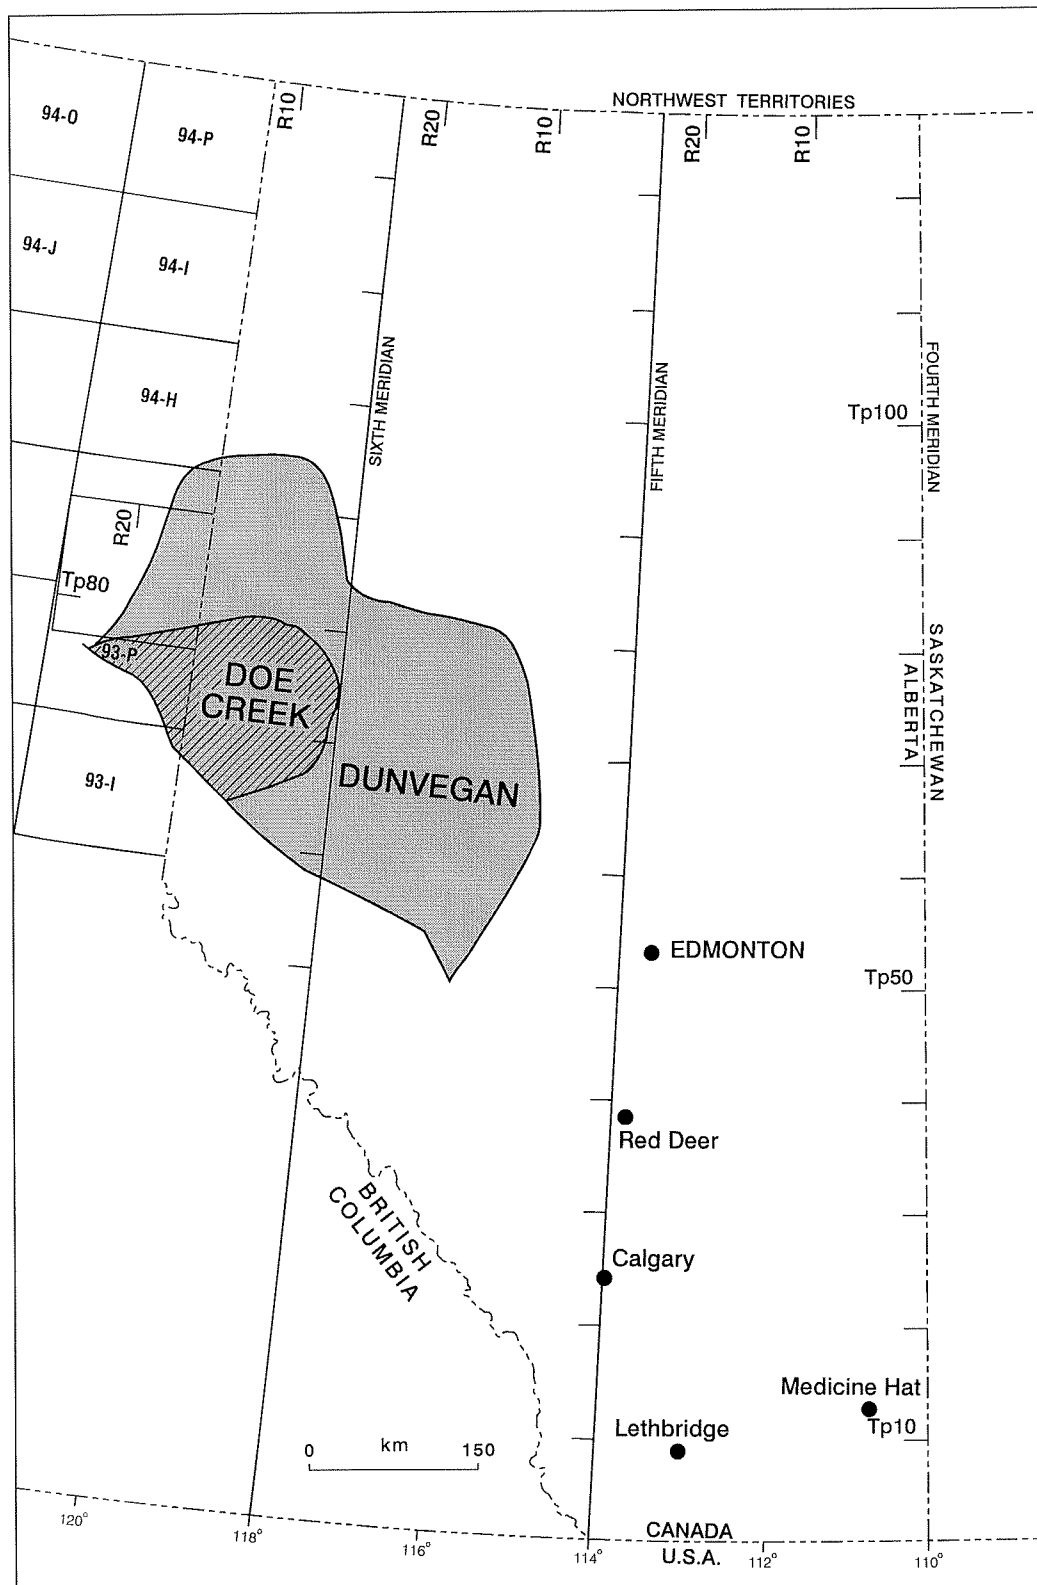 NORTHWEST TERRITORIES
94-O
94-P
R10
R20
R10
R20
R10
94-J
94-I
94-H
SIXTH MERIDIAN
FIFTH MERIDIAN
FOURTH MERIDIAN
Tp100
R20
Tp80
93-P
DOE
CREEK
DUNVEGAN
SASKATCHEWAN
ALBERTA
93-I
EDMONTON
Tp50
Red Deer
BRITISH
COLUMBIA
Calgary
Medicine Hat
Tp10
Lethbridge
0 km 150
120°
118°
116°
114°
112°
110°
CANADA
U.S.A.